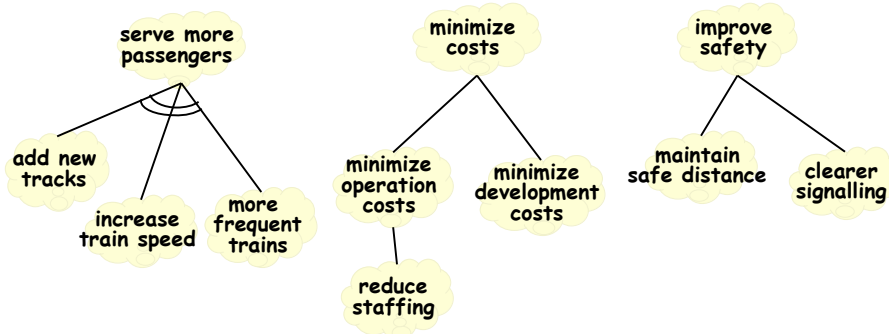 serve more
passengers
minimize
costs
improve
safety
add new
tracks
increase
train speed
more
frequent
trains
minimize
operation
costs
minimize
development
costs
maintain
safe distance
clearer
signalling
reduce
staffing